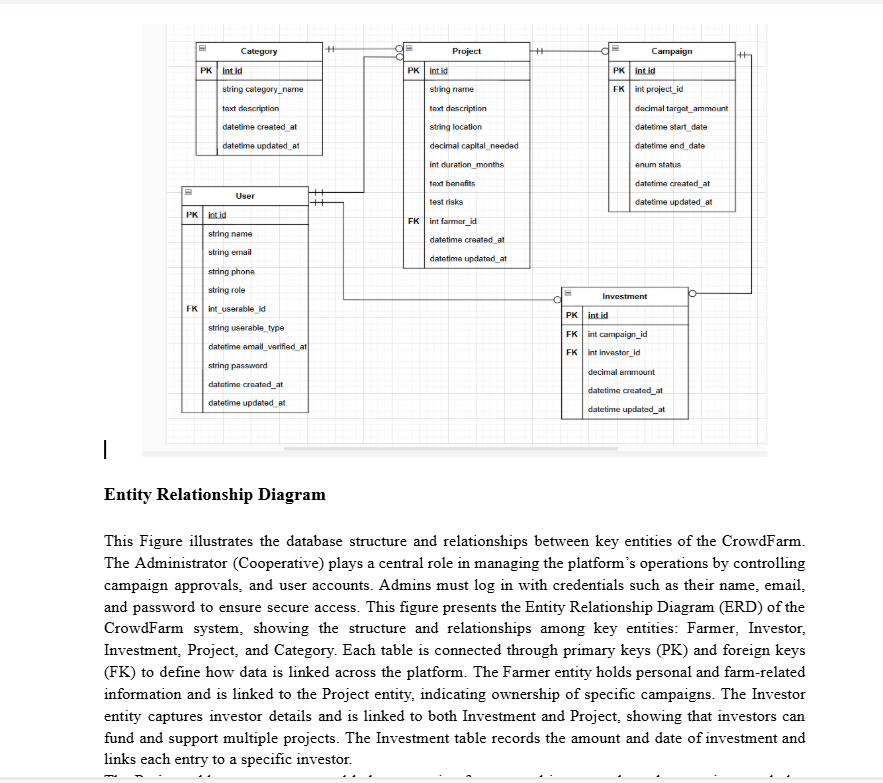 Category
PK int id
string category_name
text description
datetime created_at
datetime updated_at
Project
PK int id
string name
text description
string location
decimal capital_needed
int duration_months
text benefits
test risks
FK int farmer_id
datetime created_at
datetime updated_at
Campaign
PK int id
FK int project_id
decimal target_ammount
datetime start_date
datetime end_date
enum status
datetime created_at
datetime updated_at
User
PK int id
string name
string email
string phone
string role
FK int_userable_id
string userable_type
datetime email_verified_at
string password
datetime created_at
datetime updated_at
Investment
PK int id
FK int campaign_id
FK int investor_id
decimal ammount
datetime created_at
datetime updated_at
Entity Relationship Diagram
This Figure illustrates the database structure and relationships between key entities of the CrowdFarm.
The Administrator (Cooperative) plays a central role in managing the platform's operations by controlling
campaign approvals, and user accounts. Admins must log in with credentials such as their name, email,
and password to ensure secure access. This figure presents the Entity Relationship Diagram (ERD) of the
CrowdFarm system, showing the structure and relationships among key entities: Farmer, Investor,
Investment, Project, and Category. Each table is connected through primary keys (PK) and foreign keys
(FK) to define how data is linked across the platform. The Farmer entity holds personal and farm-related
information and is linked to the Project entity, indicating ownership of specific campaigns. The Investor
entity captures investor details and is linked to both Investment and Project, showing that investors can
fund and support multiple projects. The Investment table records the amount and date of investment and
links each entry to a specific investor.